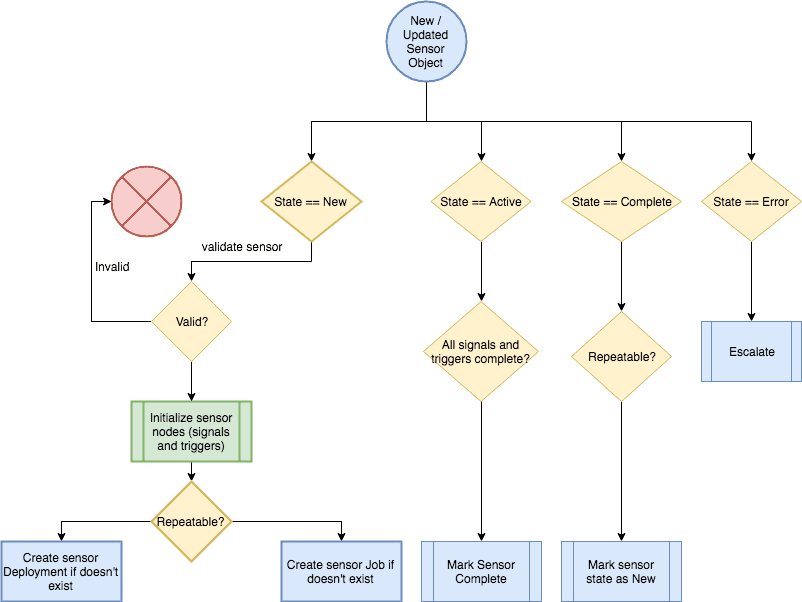 New /
Updated
Sensor
Object
State == New
State == Active
State == Complete
State == Error
validate sensor
Invalid
Valid?
All signals and
triggers complete?
Repeatable?
Escalate
Initialize sensor
nodes (signals
and triggers)
Repeatable?
Create sensor
Deployment if doesn't
exist
Create sensor Job if
doesn't exist
Mark Sensor
Complete
Mark sensor
state as New